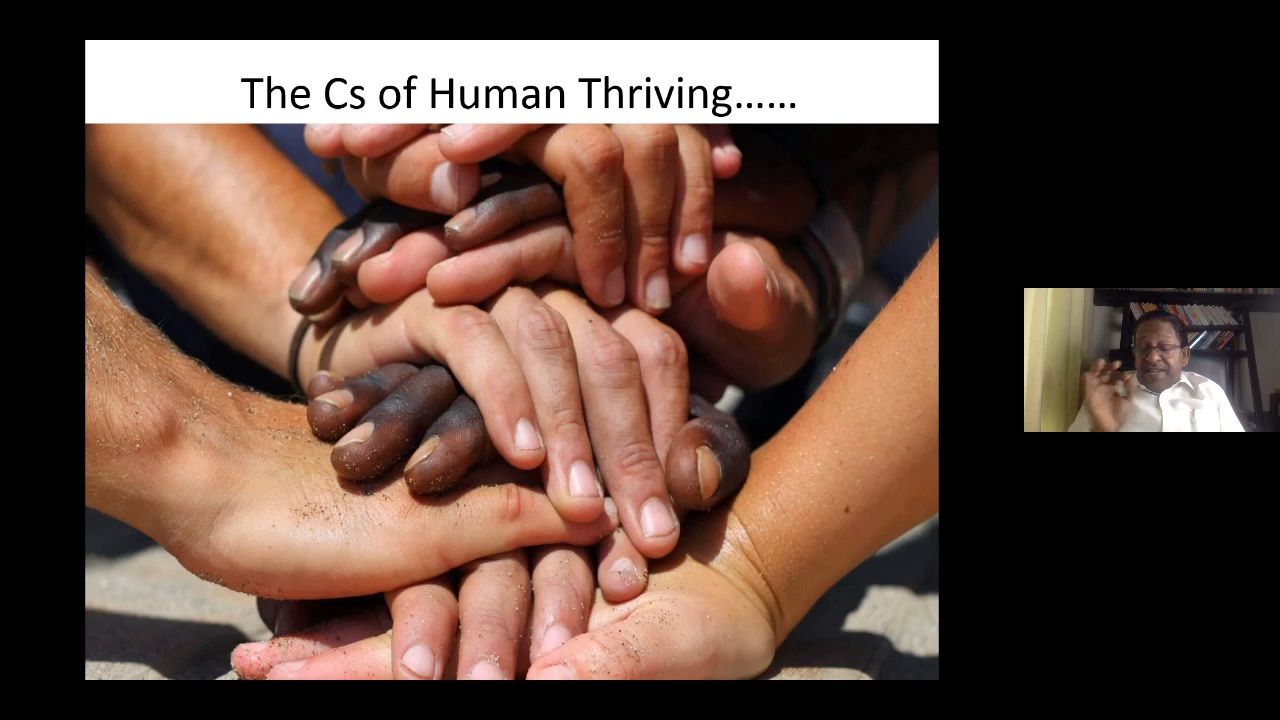 The Cs of Human Thriving......